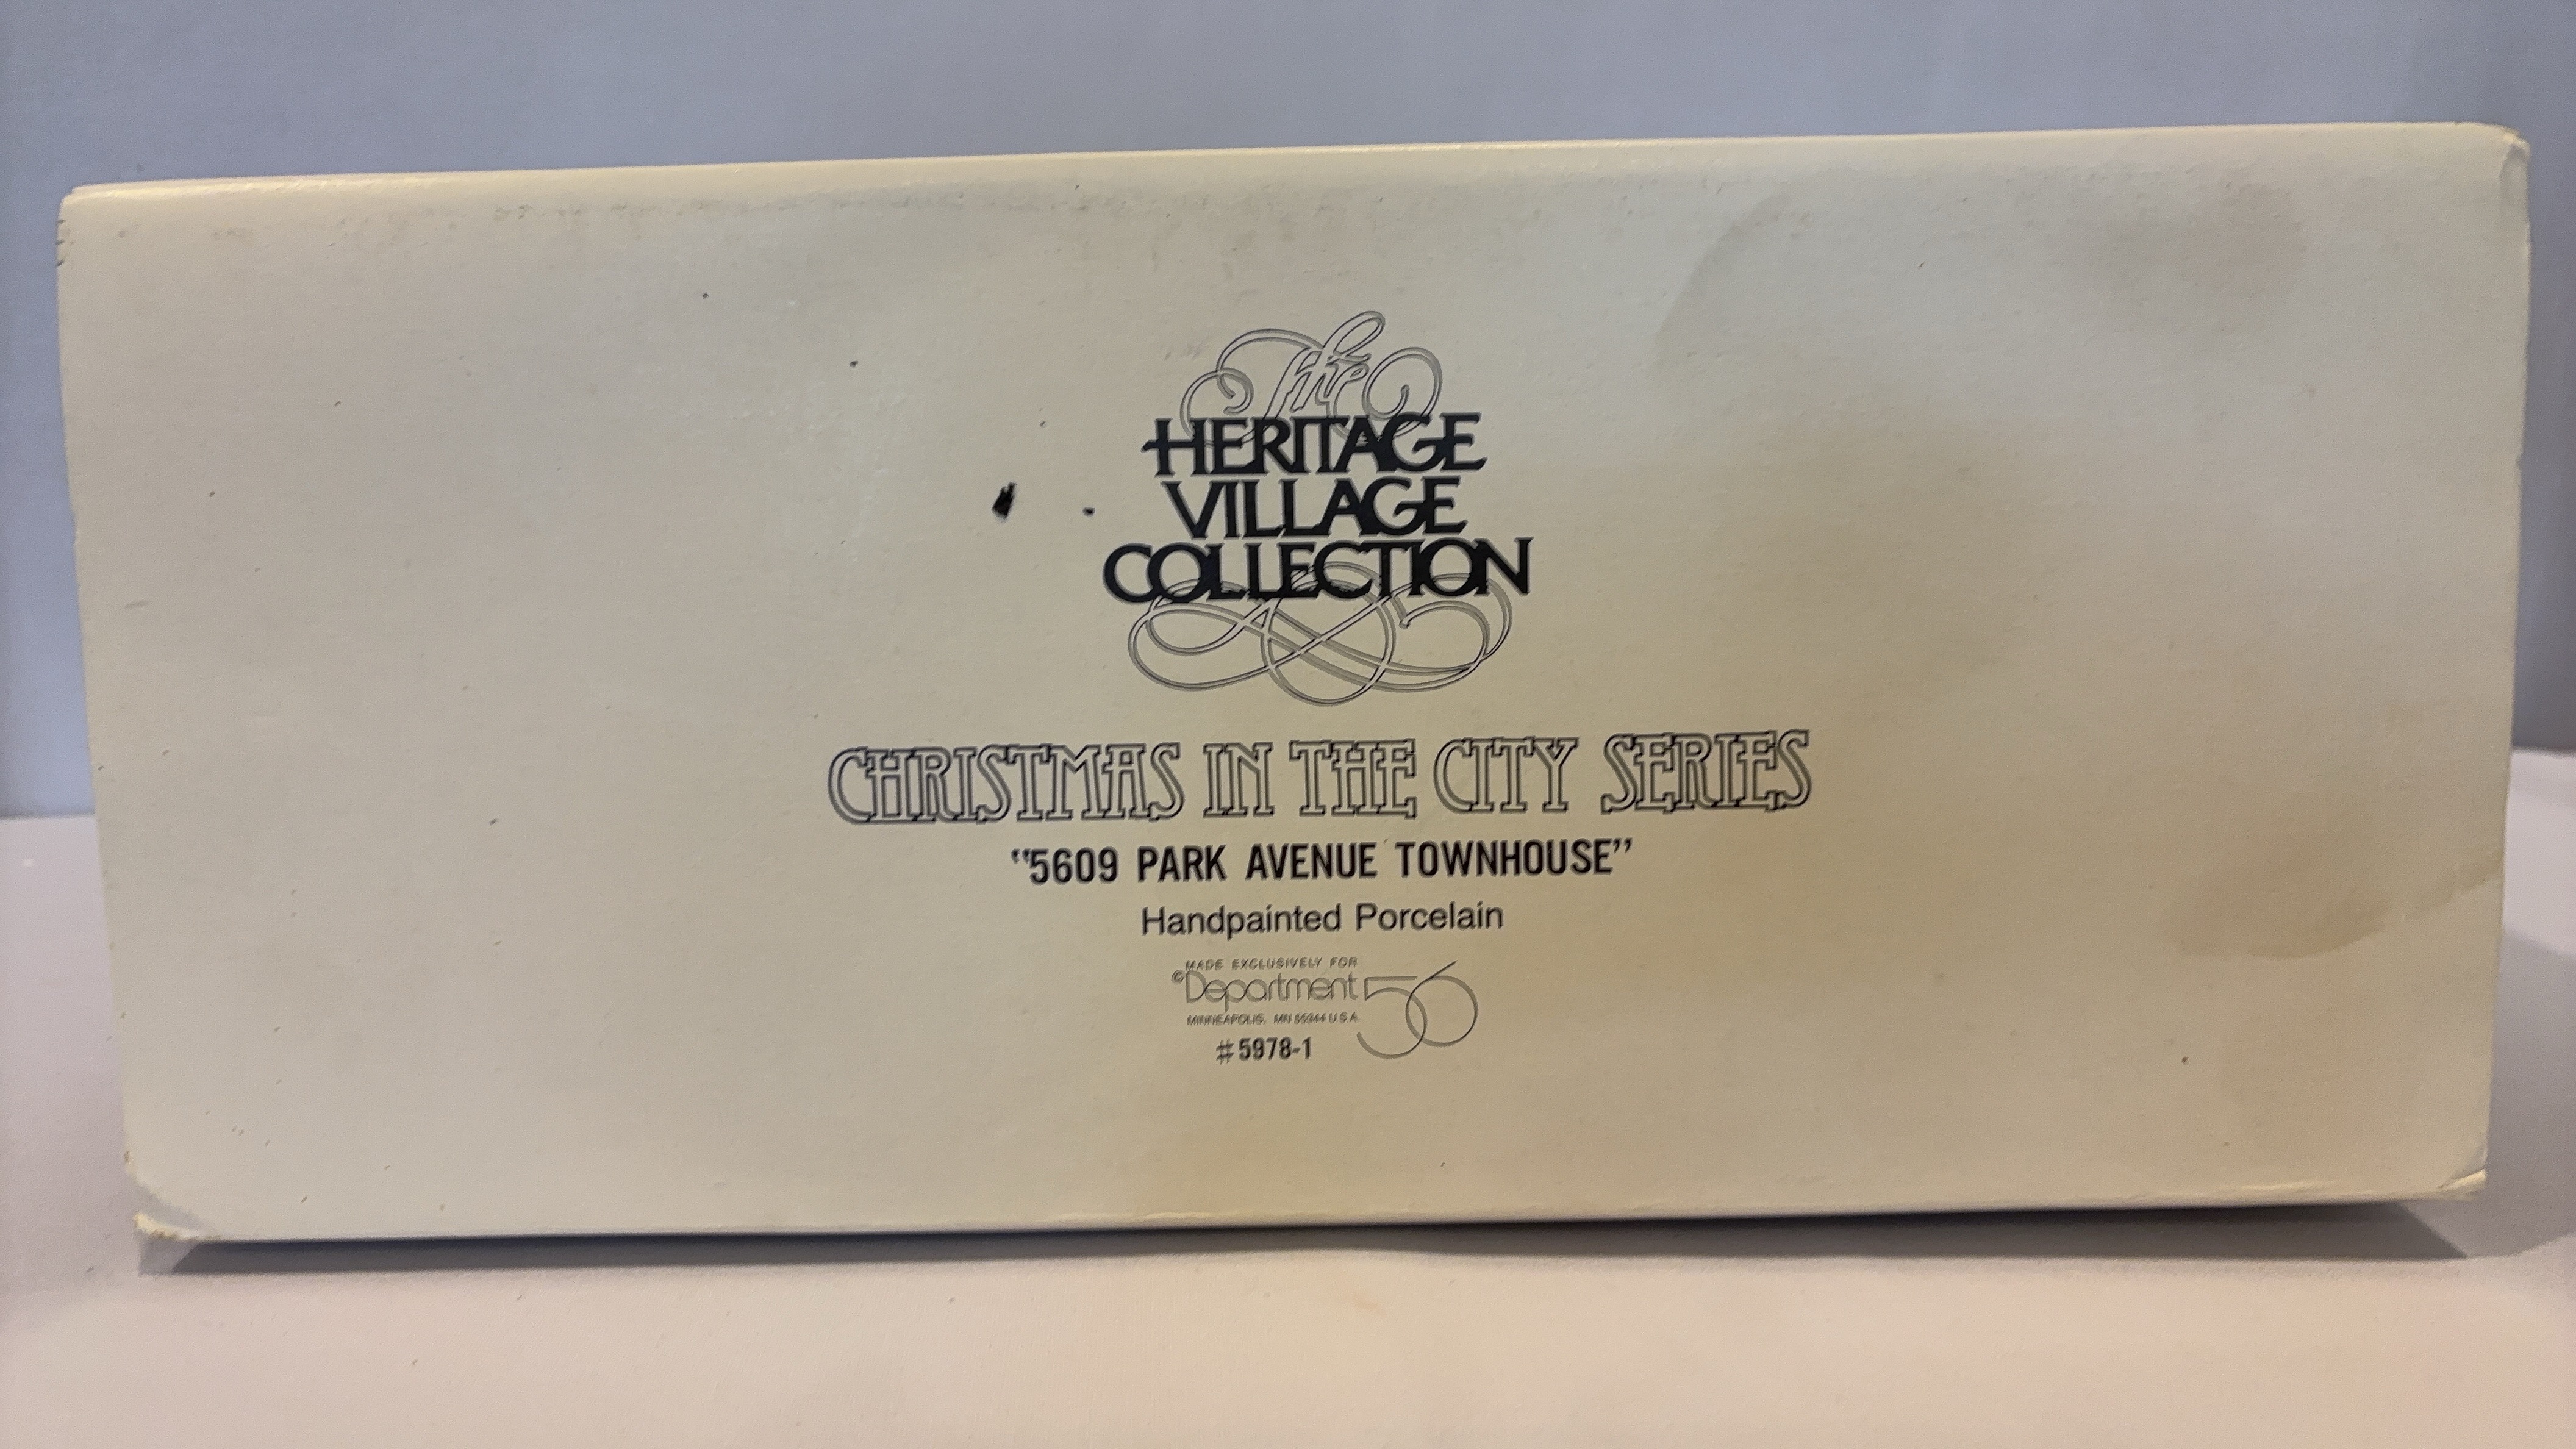 The
HERITAGE
VILLAGE
COLLECTION
CHRISTMAS IN THE CITY SERIES
"5609 PARK AVENUE TOWNHOUSE"
Handpainted Porcelain
MADE EXCLUSIVELY FOR
©Department 56
MINNEAPOLIS, MN 55344 U S A
#5978-1